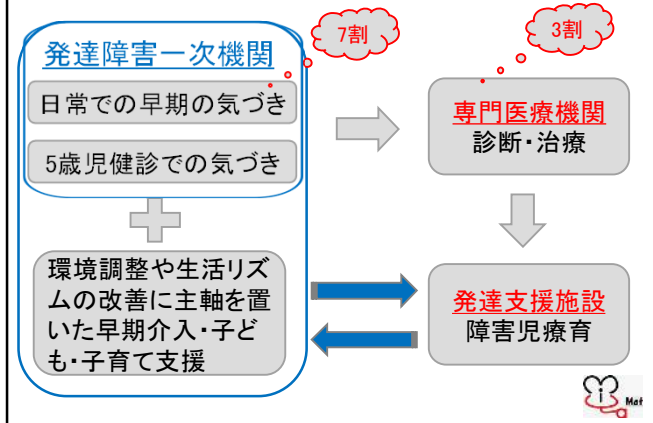 発達障害一次機関
7割
日常での早期の気づき
5歳児健診での気づき
環境調整や生活リズ
ムの改善に主軸を置
いた早期介入・子ど
も・子育て支援
3割
専門医療機関
診断・治療
発達支援施設
障害児療育